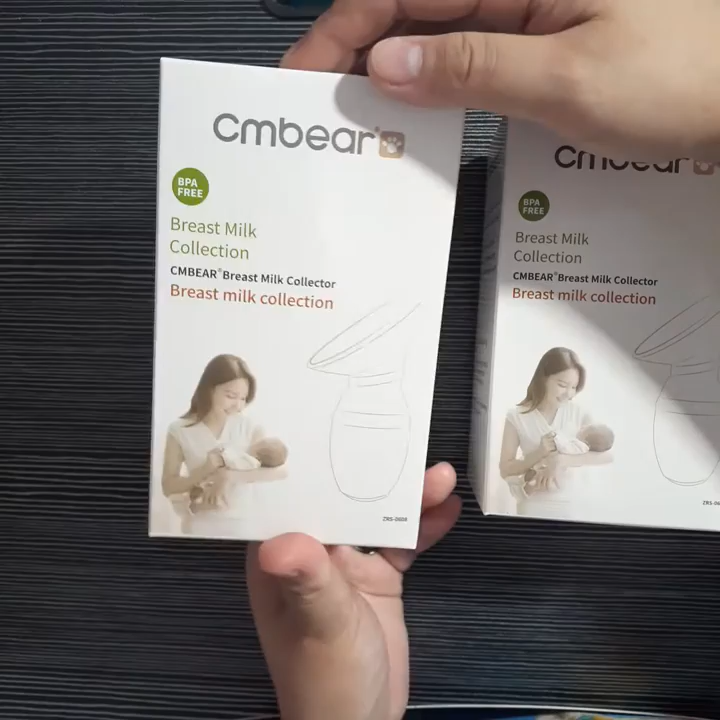 cmbear®
BPA
FREE
Breast Milk
Collection
CMBEAR®Breast Milk Collector
Breast milk collection
ZRS-0608
cmbear
BPA
FREE
Breast Milk
Collection
CMBEAR®Breast Milk Collector
Breast milk collection